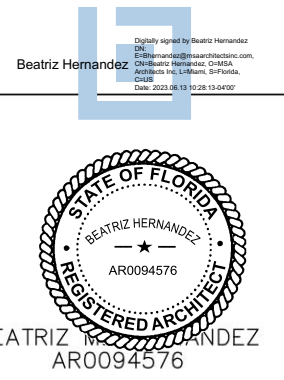 Beatriz Hernandez
Digitally signed by Beatriz Hernandez
DN:
E=Bhernandez@msaarchitectsinc.com,
CN=Beatriz Hernandez, O=MSA
Architects Inc, L=Miami, S=Florida,
C=US
Date: 2023.06.13 10:28:13-04'00'
STATE OF FLORIDA
BEATRIZ HERNANDEZ
AR0094576
REGISTERED ARCHITECT
EATRIZ ANDEZ
AR0094576